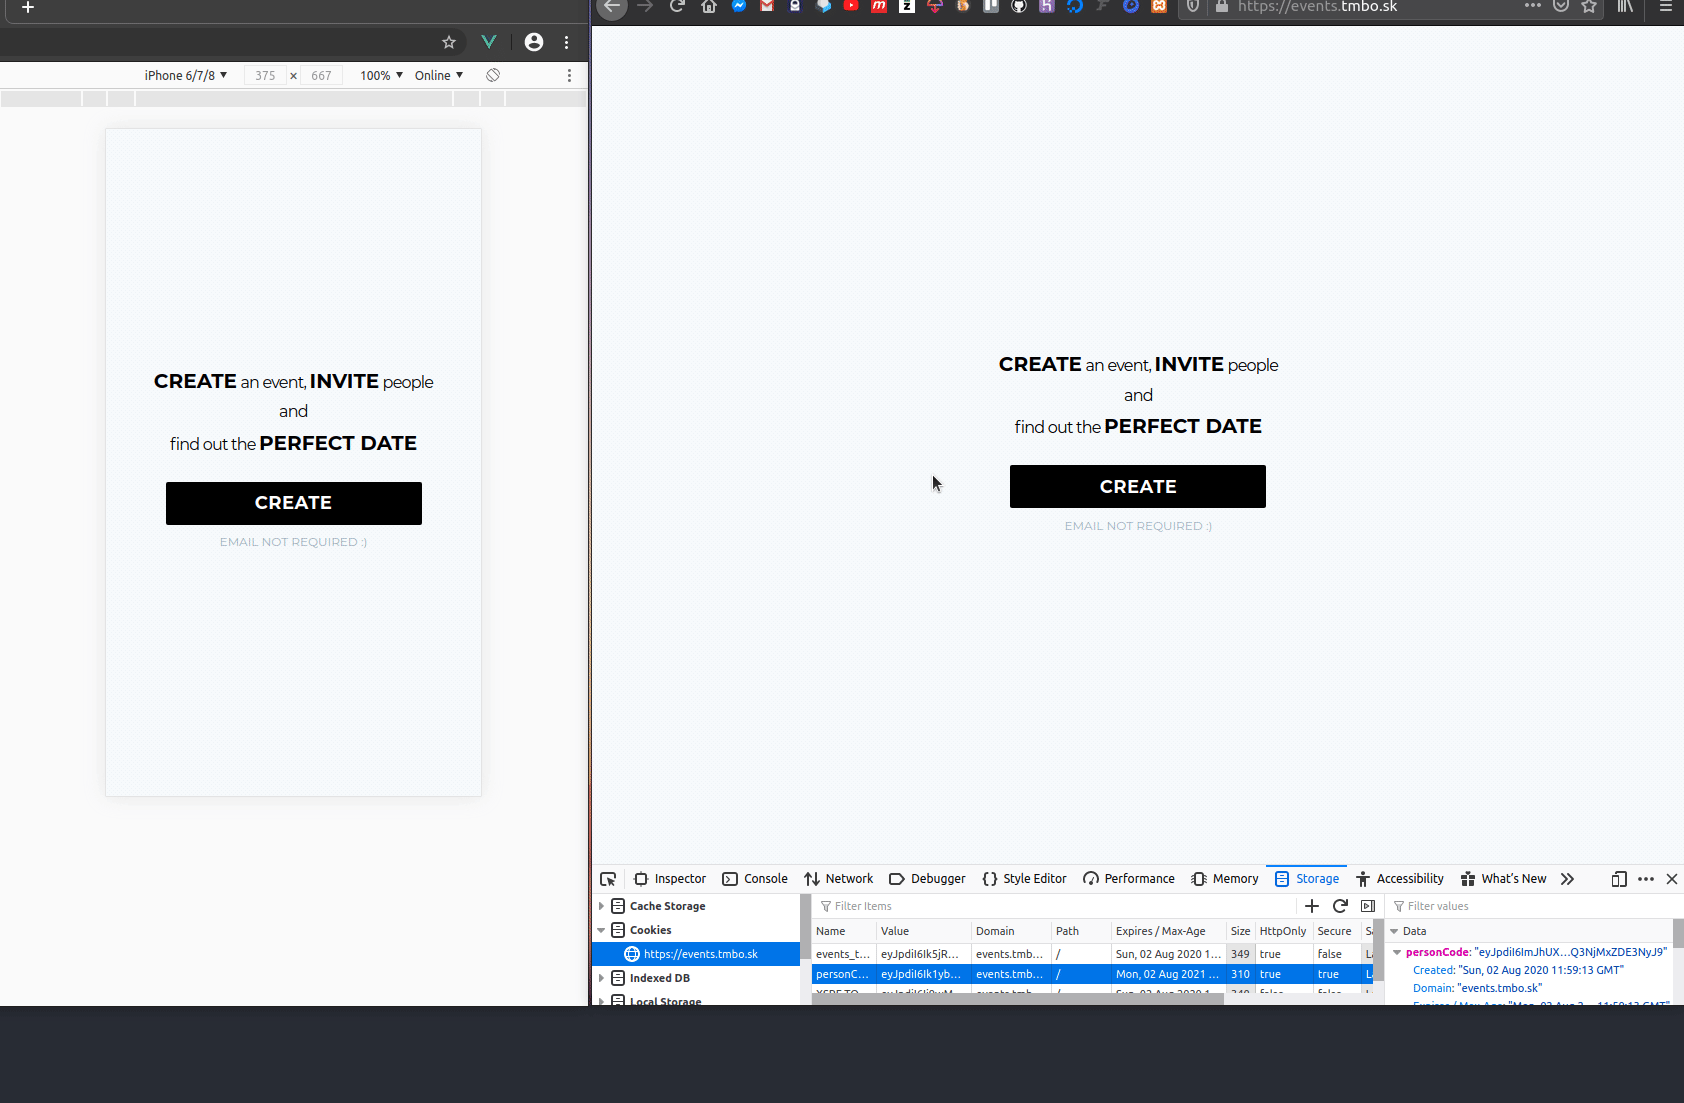 iPhone 6/7/8 ▼ 375 × 667 100% ▼ Online ▼
CREATE an event, INVITE people
and
find out the PERFECT DATE
CREATE
EMAIL NOT REQUIRED :)
https://events.tmbo.sk
CREATE an event, INVITE people
and
find out the PERFECT DATE
CREATE
EMAIL NOT REQUIRED :)
Inspector Console Network Debugger Style Editor Performance Memory Storage Accessibility What's New
Cache Storage
Cookies
https://events.tmbo.sk
Indexed DB
Local Storage
Filter Items
Name Value Domain Path Expires / Max-Age Size HttpOnly Secure
events_t... eyJpdiI6Ik5jR... events.tmb... / Sun, 02 Aug 2020 1... 349 true false
personC... eyJpdiI6Ik1yb... events.tmb... / Mon, 02 Aug 2021 ... 310 true true
Filter values
Data
personCode: "eyJpdiI6ImJhUX...Q3NjMxZDE3NyJ9"
Created: "Sun, 02 Aug 2020 11:59:13 GMT"
Domain: "events.tmbo.sk"